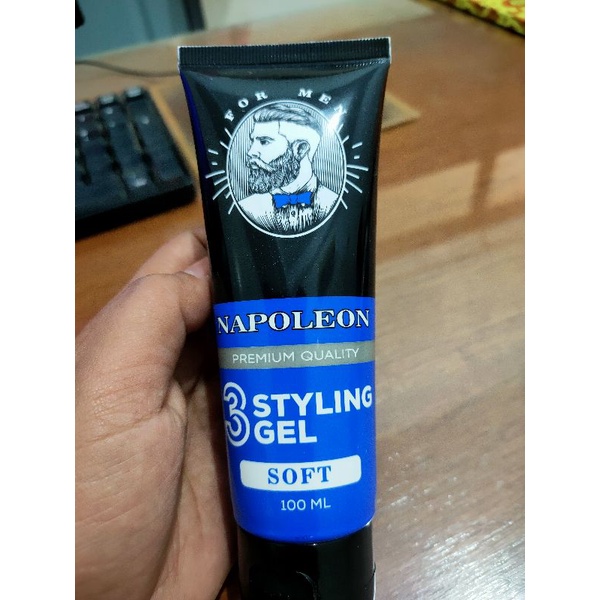 FOR MEN
NAPOLEON
PREMIUM QUALITY
3 STYLING
GEL
SOFT
100 ML